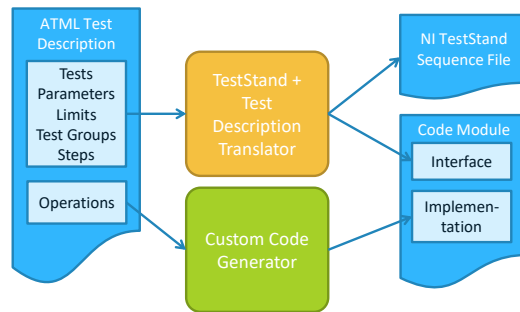 ATML Test
Description
Tests
Parameters
Limits
Test Groups
Steps
Operations
TestStand +
Test
Description
Translator
Custom Code
Generator
NI TestStand
Sequence File
Code Module
Interface
Implemen-
tation